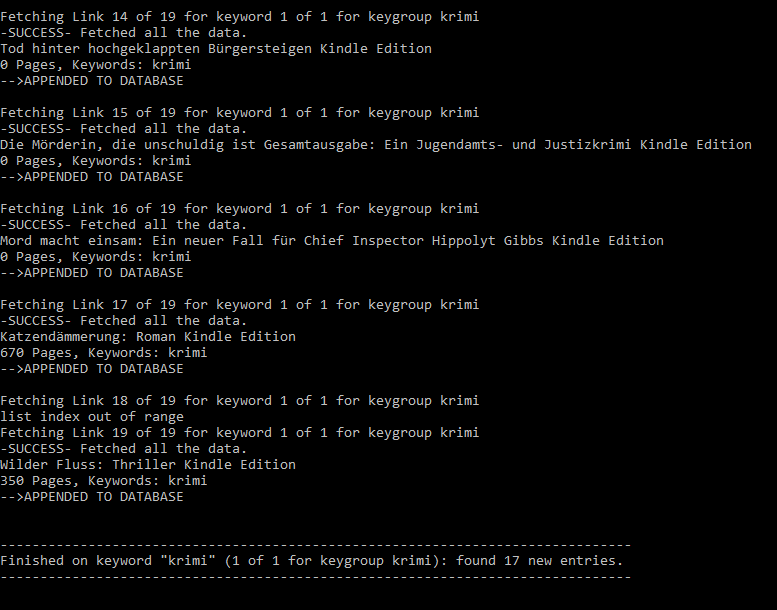 Fetching Link 14 of 19 for keyword 1 of 1 for keygroup krimi
-SUCCESS- Fetched all the data.
Tod hinter hochgeklappten Bürgersteigen Kindle Edition
0 Pages, Keywords: krimi
-->APPENDED TO DATABASE
Fetching Link 15 of 19 for keyword 1 of 1 for keygroup krimi
-SUCCESS- Fetched all the data.
Die Mörderin, die unschuldig ist Gesamtausgabe: Ein Jugendamts- und Justizkrimi Kindle Edition
0 Pages, Keywords: krimi
-->APPENDED TO DATABASE
Fetching Link 16 of 19 for keyword 1 of 1 for keygroup krimi
-SUCCESS- Fetched all the data.
Mord macht einsam: Ein neuer Fall für Chief Inspector Hippolyt Gibbs Kindle Edition
0 Pages, Keywords: krimi
-->APPENDED TO DATABASE
Fetching Link 17 of 19 for keyword 1 of 1 for keygroup krimi
-SUCCESS- Fetched all the data.
Katzendämmerung: Roman Kindle Edition
670 Pages, Keywords: krimi
-->APPENDED TO DATABASE
Fetching Link 18 of 19 for keyword 1 of 1 for keygroup krimi
list index out of range
Fetching Link 19 of 19 for keyword 1 of 1 for keygroup krimi
-SUCCESS- Fetched all the data.
Wilder Fluss: Thriller Kindle Edition
350 Pages, Keywords: krimi
-->APPENDED TO DATABASE
-------------------------------------------------------------------------------
Finished on keyword "krimi" (1 of 1 for keygroup krimi): found 17 new entries.
-------------------------------------------------------------------------------